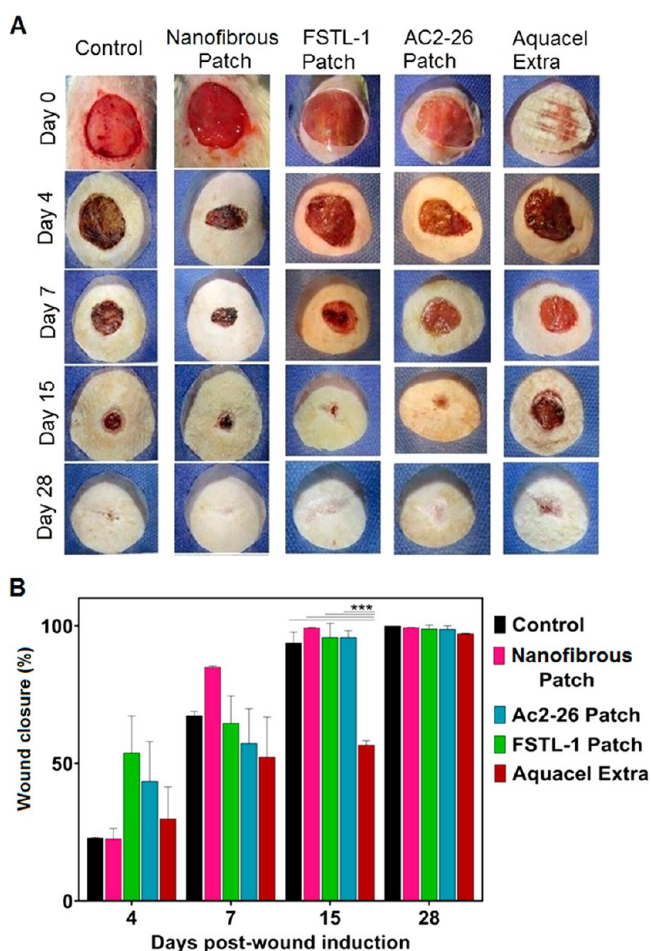 A
Control
Nanofibrous
Patch
FSTL-1
Patch
AC2-26
Patch
Aquacel
Extra
Day 0
Day 4
Day 7
Day 15
Day 28
B
Wound closure (%)
100
50
0
***
4 7 15 28
Days post-wound induction
Control
Nanofibrous
Patch
Ac2-26 Patch
FSTL-1 Patch
Aquacel Extra